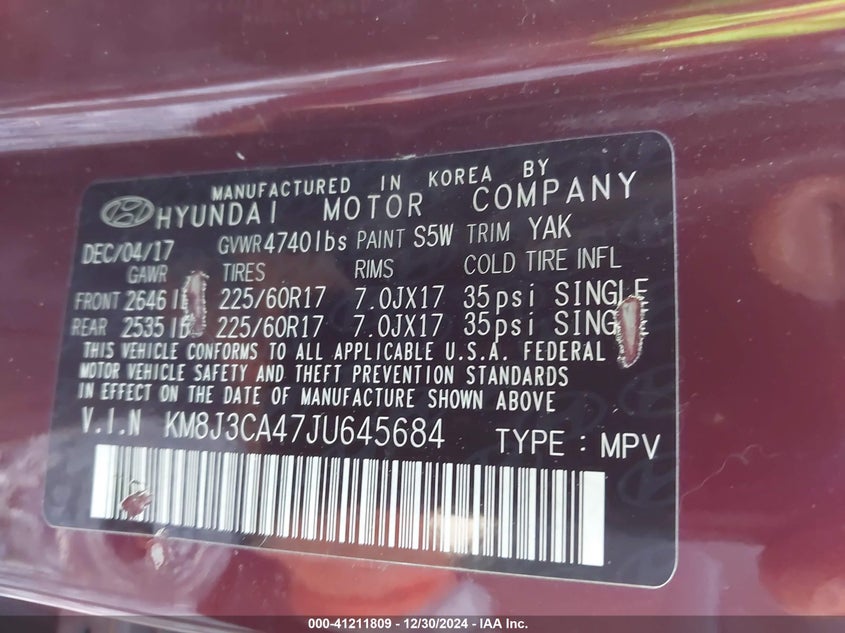 MANUFACTURED IN KOREA BY
HYUNDAI MOTOR COMPANY
DEC/04/17 GVWR 4740lbs PAINT S5W TRIM YAK
GAWR TIRES RIMS COLD TIRE INFL
FRONT 2646 225/60R17 7.0JX17 35psi SINGLE
REAR 2535 lb 225/60R17 7.0JX17 35psi
THIS VEHICLE CONFORMS TO ALL APPLICABLE U.S.A. FEDERAL
MOTOR VEHICLE SAFETY AND THEFT PREVENTION STANDARDS
IN EFFECT ON THE DATE OF MANUFACTURE SHOWN ABOVE
V.I.N KM8J3CA47JU645684 TYPE : MPV
000-41211809 - 12/30/2024 - IAA Inc.